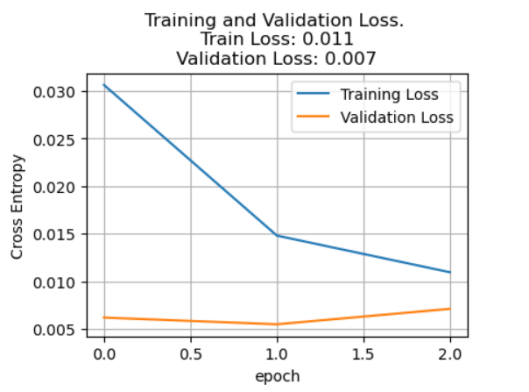 Training and Validation Loss.
Train Loss: 0.011
Validation Loss: 0.007
Training Loss
Validation Loss
Cross Entropy
0.030
0.025
0.020
0.015
0.010
0.005
0.0
0.5
1.0
1.5
2.0
epoch